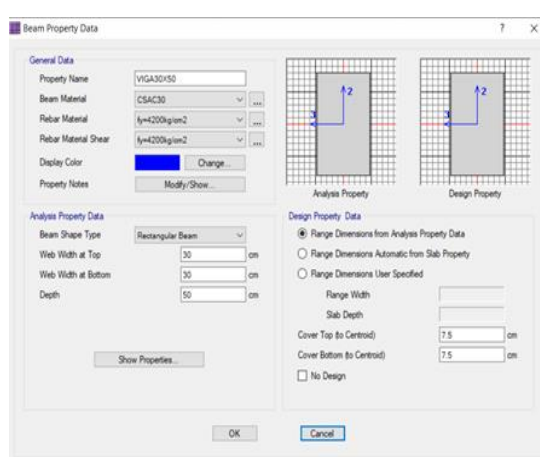 Beam Property Data
? X
General Data
Property Name VIGA30X50
Beam Material CSAC30 ...
Rebar Material fy=4200kg/cm2 ...
Rebar Material Shear fy=4200kg/cm2 ...
Display Color Change...
Property Notes Modify/Show...
2
3
Analysis Property
2
3
Design Property
Analysis Property Data
Beam Shape Type Rectangular Beam
Web Width at Top 30 cm
Web Width at Bottom 30 cm
Depth 50 cm
Show Properties...
Design Property Data
Flange Dimensions from Analysis Property Data
Flange Dimensions Automatic from Slab Property
Flange Dimensions User Specified
Flange Width
Slab Depth
Cover Top (to Centroid) 7.5 cm
Cover Bottom (to Centroid) 7.5 cm
No Design
OK Cancel